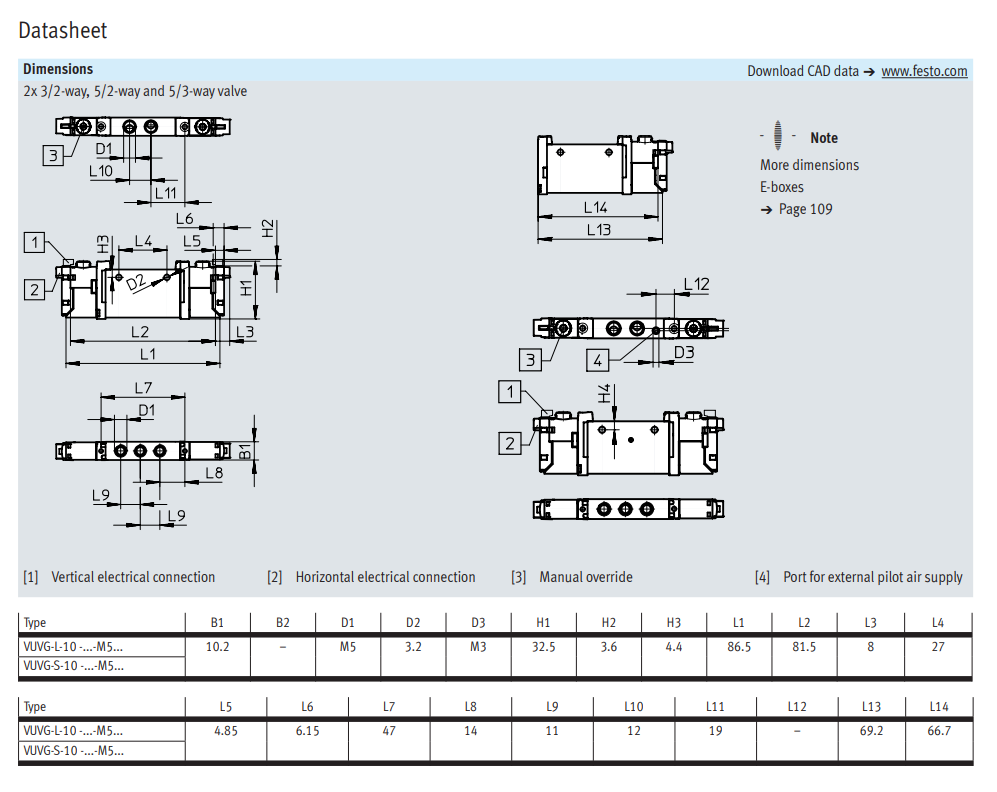 Datasheet
Dimensions
Download CAD data ➔ www.festo.com
2x 3/2-way, 5/2-way and 5/3-way valve
3
D1
L10
L11
1
2
H3
L4
L6
L5
H2
D2
H1
L2
L3
L1
L7
D1
B1
L8
L9
L9
L14
L13
Note
More dimensions
E-boxes
➔ Page 109
L12
3
4
D3
1
2
H4
[1] Vertical electrical connection
[2] Horizontal electrical connection
[3] Manual override
[4] Port for external pilot air supply
Type B1 B2 D1 D2 D3 H1 H2 H3 L1 L2 L3 L4
VUVG-L-10 -...-M5... 10.2 – M5 3.2 M3 32.5 3.6 4.4 86.5 81.5 8 27
VUVG-S-10 -...-M5...
Type L5 L6 L7 L8 L9 L10 L11 L12 L13 L14
VUVG-L-10 -...-M5... 4.85 6.15 47 14 11 12 19 – 69.2 66.7
VUVG-S-10 -...-M5...